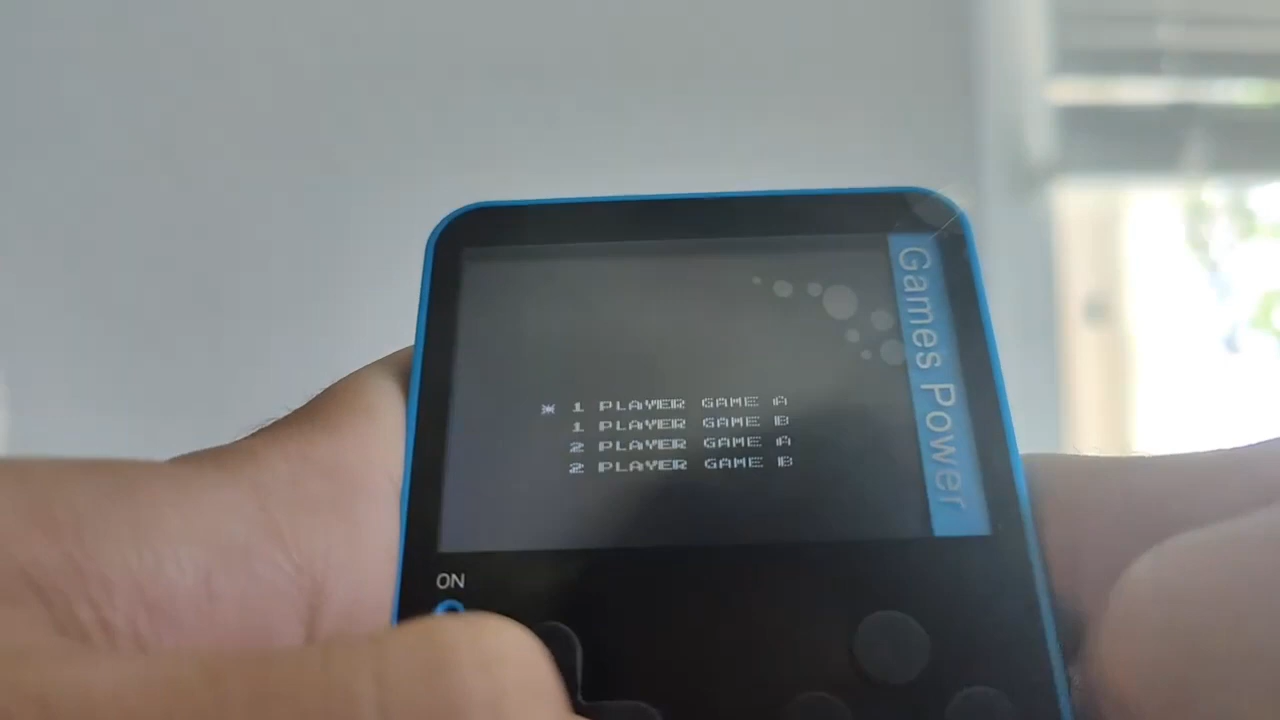 1 PLAYER GAME A
1 PLAYER GAME B
2 PLAYER GAME A
2 PLAYER GAME B
Games Power
ON